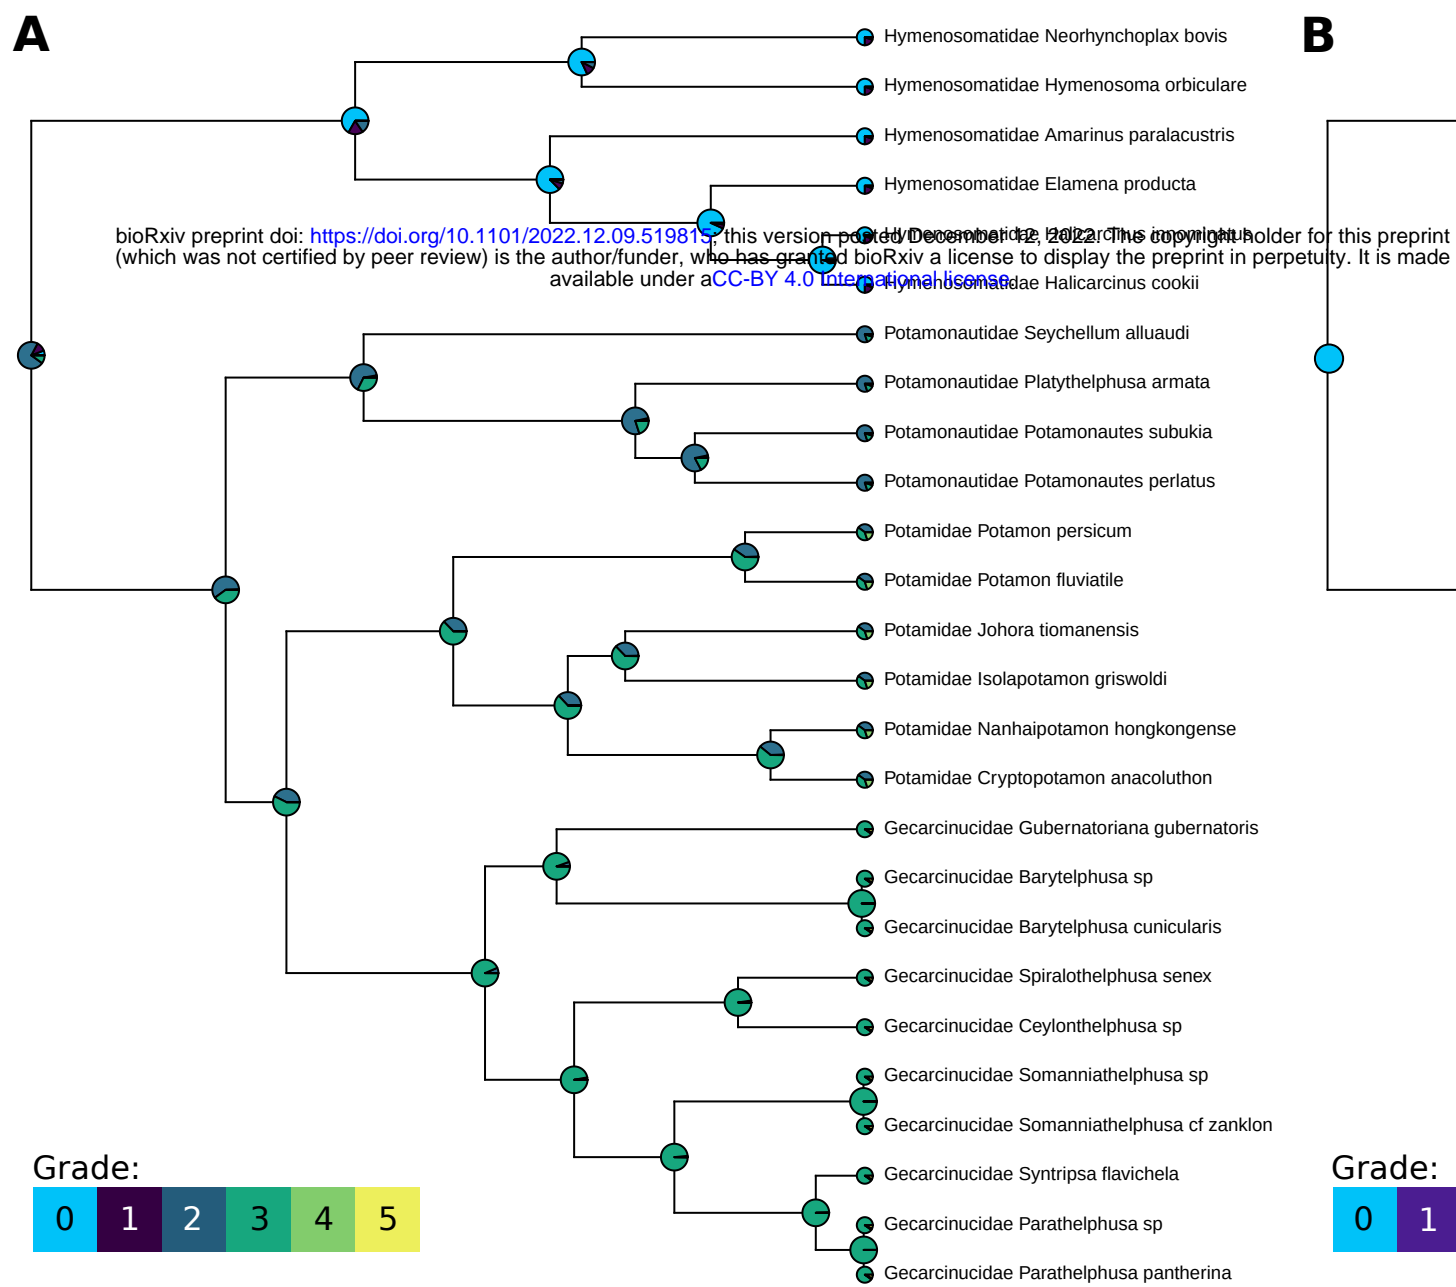 A
B
Hymenosomatidae Neorhynchoplax bovis
Hymenosomatidae Hymenosoma orbiculare
Hymenosomatidae Amarinus paralacustris
Hymenosomatidae Elamena producta
Hymenosomatidae Halicarcinus innominatus
bioRxiv preprint doi: https://doi.org/10.1101/2022.12.09.519815; this version posted December 12, 2022. The copyright holder for this preprint
(which was not certified by peer review) is the author/funder, who has granted bioRxiv a license to display the preprint in perpetuity. It is made
available under aCC-BY 4.0 International license.
Hymenosomatidae Halicarcinus cookii
Potamonautidae Seychellum alluaudi
Potamonautidae Platythelphusa armata
Potamonautidae Potamonautes subukia
Potamonautidae Potamonautes perlatus
Potamidae Potamon persicum
Potamidae Potamon fluviatile
Potamidae Johora tiomanensis
Potamidae Isolapotamon griswoldi
Potamidae Nanhaipotamon hongkongense
Potamidae Cryptopotamon anacoluthon
Gecarcinucidae Gubernatoriana gubernatoris
Gecarcinucidae Barytelphusa sp
Gecarcinucidae Barytelphusa cunicularis
Gecarcinucidae Spiralothelphusa senex
Gecarcinucidae Ceylonthelphusa sp
Gecarcinucidae Somanniathelphusa sp
Gecarcinucidae Somanniathelphusa cf zanklon
Gecarcinucidae Syntripsa flavichela
Gecarcinucidae Parathelphusa sp
Gecarcinucidae Parathelphusa pantherina
Grade:
0 1 2 3 4 5
Grade:
0 1